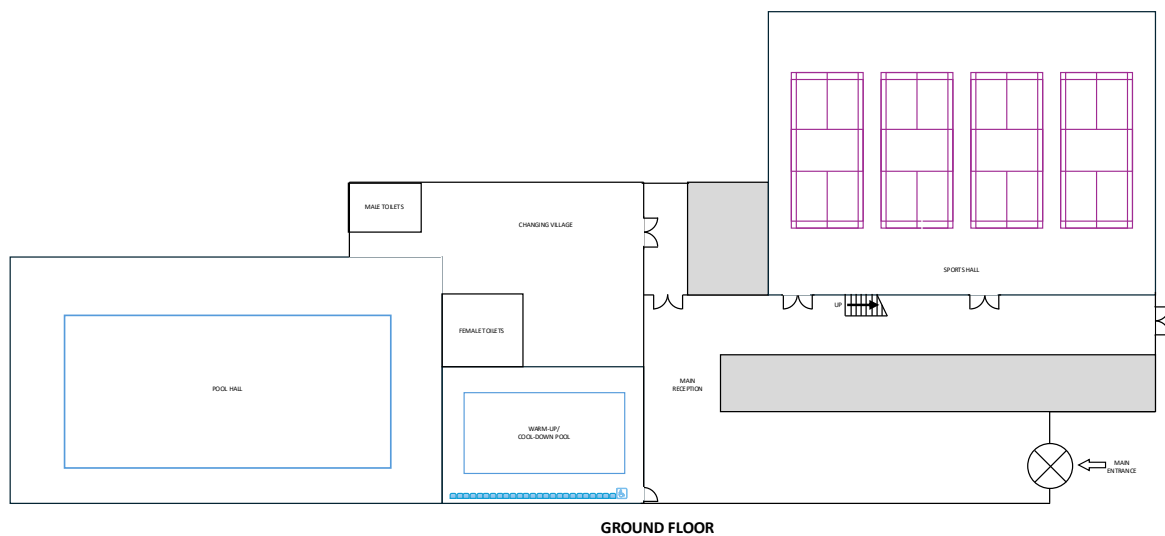 MALE TOILETS
CHANGING VILLAGE
SPORTS HALL
UP
FEMALE TOILETS
POOL HALL
MAIN
RECEPTION
WARM-UP/
COOL-DOWN POOL
MAIN
ENTRANCE
GROUND FLOOR